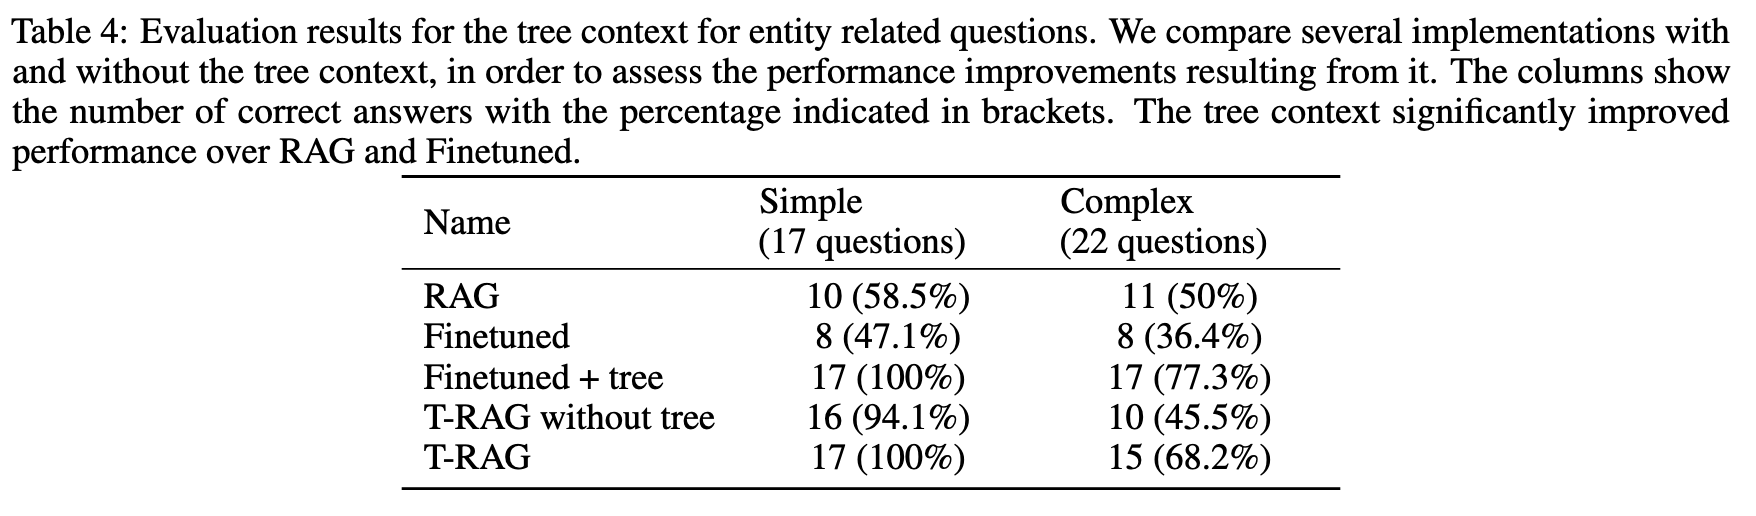 Table 4: Evaluation results for the tree context for entity related questions. We compare several implementations with
and without the tree context, in order to assess the performance improvements resulting from it. The columns show
the number of correct answers with the percentage indicated in brackets. The tree context significantly improved
performance over RAG and Finetuned.
Name Simple (17 questions) Complex (22 questions)
RAG 10 (58.5%) 11 (50%)
Finetuned 8 (47.1%) 8 (36.4%)
Finetuned + tree 17 (100%) 17 (77.3%)
T-RAG without tree 16 (94.1%) 10 (45.5%)
T-RAG 17 (100%) 15 (68.2%)